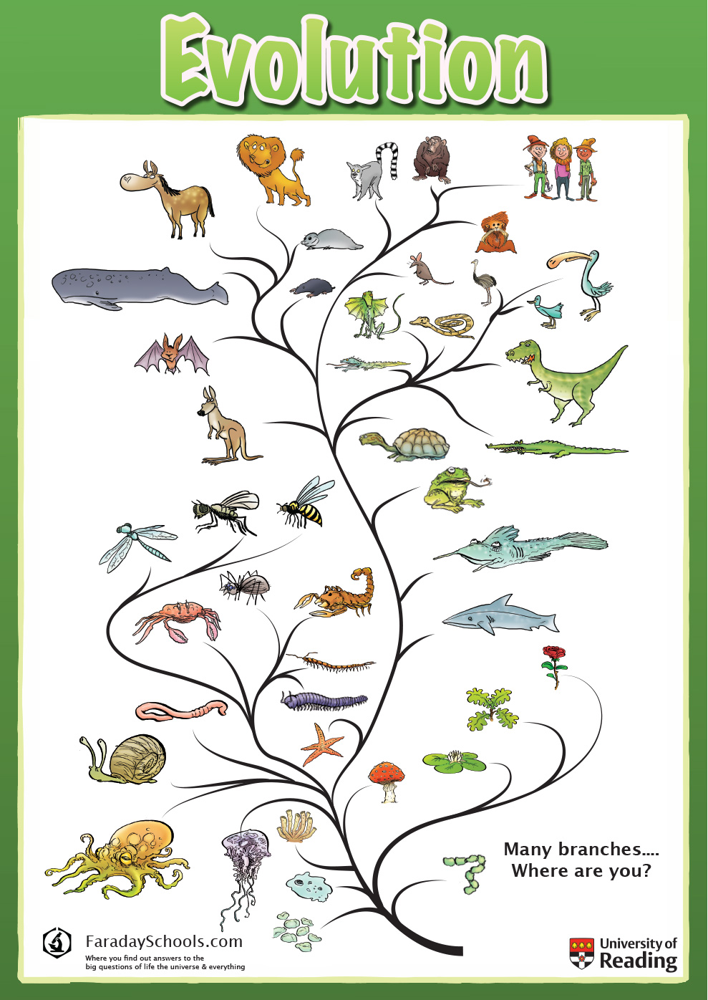 Evolution
Many branches....
Where are you?
FaradaySchools.com
Where you find out answers to the
big questions of life the universe & everything
University of
Reading